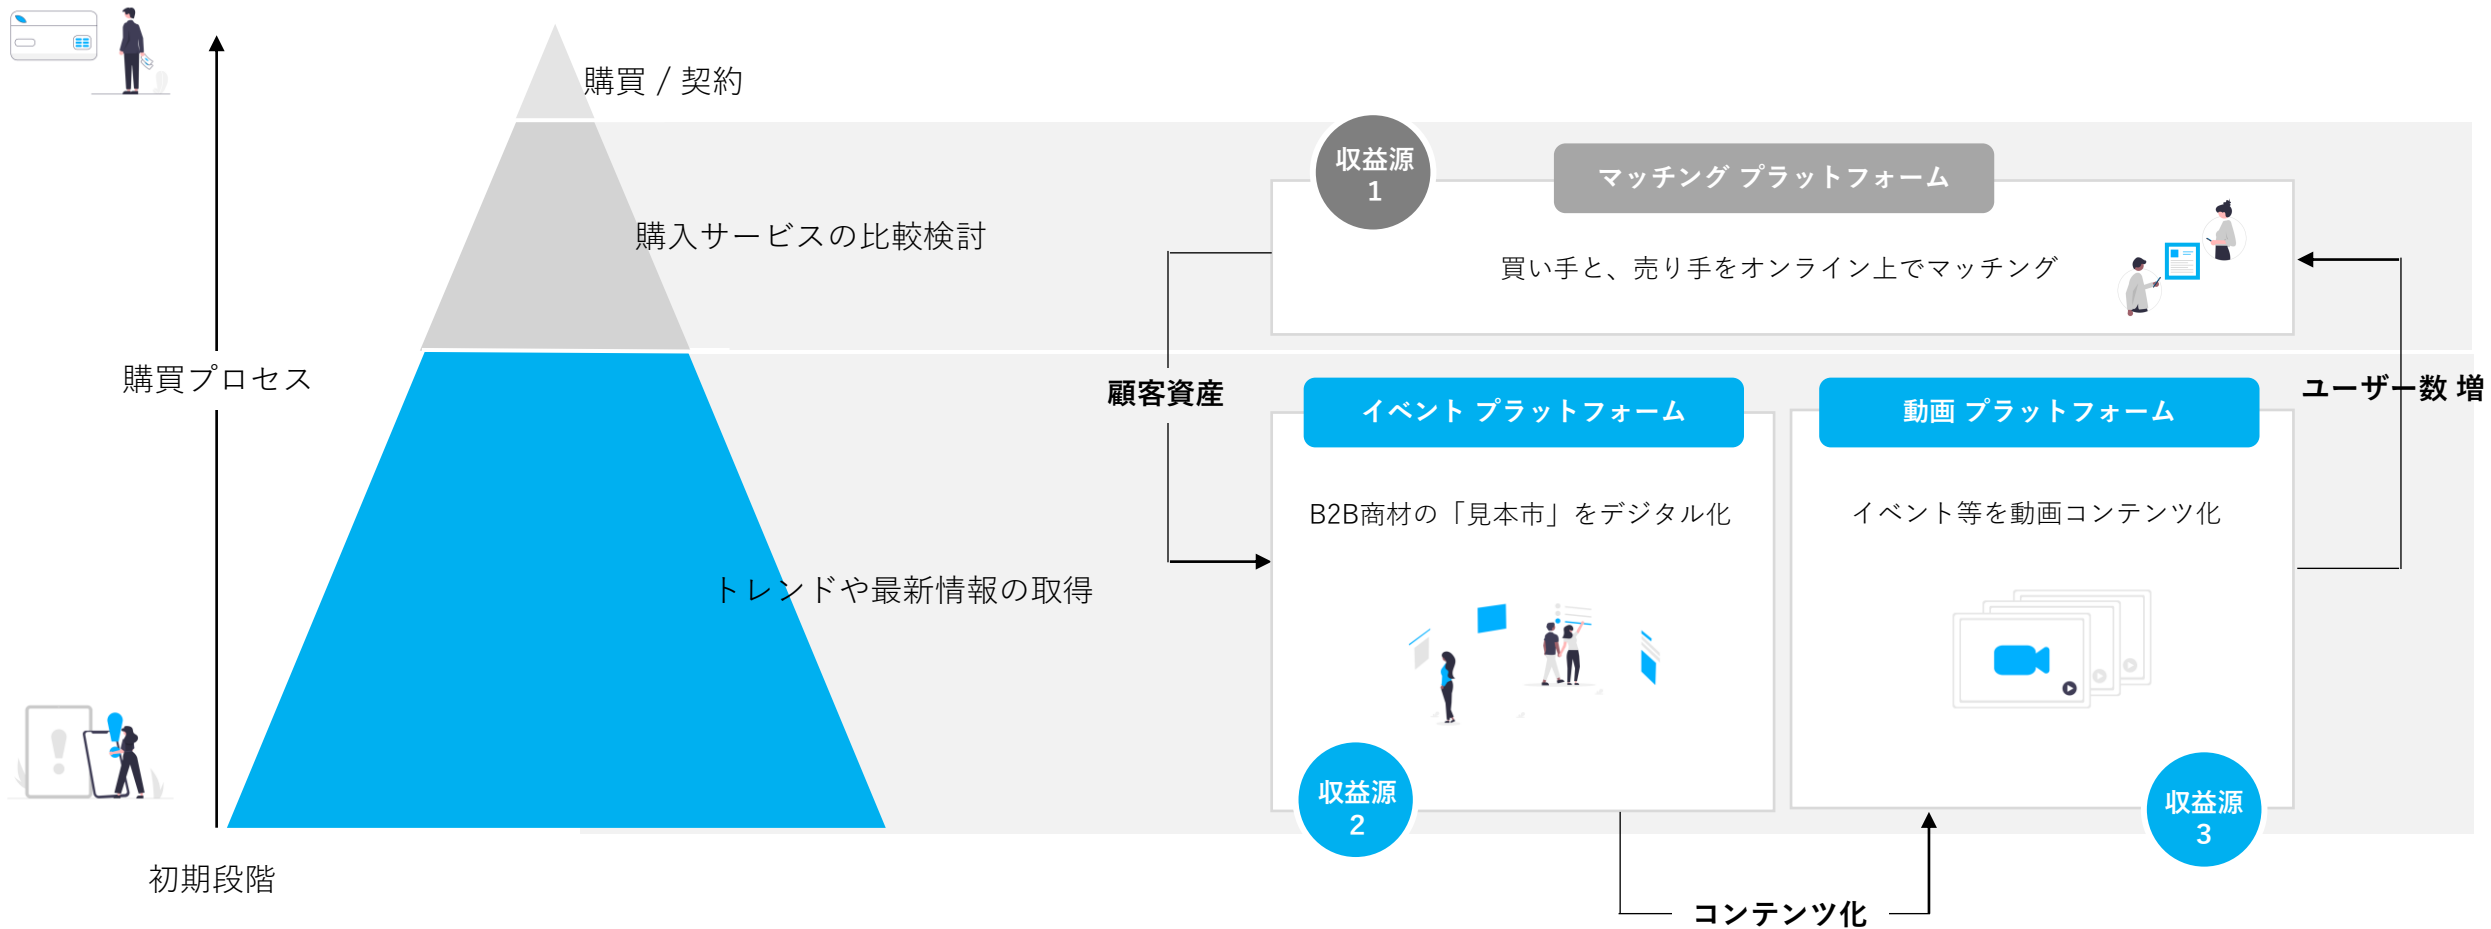 購買 / 契約
収益源
1
マッチング プラットフォーム
購入サービスの比較検討
買い手と、売り手をオンライン上でマッチング
購買プロセス
顧客資産
イベント プラットフォーム
動画 プラットフォーム
ユーザー数 増
B2B商材の「見本市」をデジタル化
イベント等を動画コンテンツ化
トレンドや最新情報の取得
収益源
2
収益源
3
初期段階
コンテンツ化